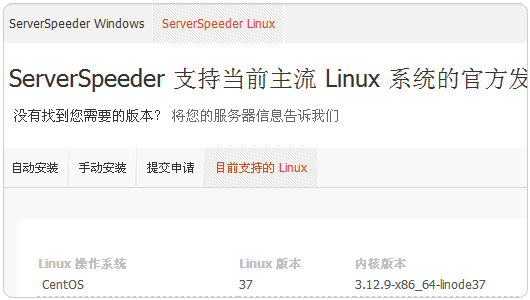 ServerSpeeder Windows ServerSpeeder Linux
ServerSpeeder 支持当前主流 Linux 系统的官方发
没有找到您需要的版本？ 将您的服务器信息告诉我们
自动安装 手动安装 提交申请 目前支持的 Linux
Linux 操作系统 Linux 版本 内核版本
CentOS 37 3.12.9-x86_64-linode37